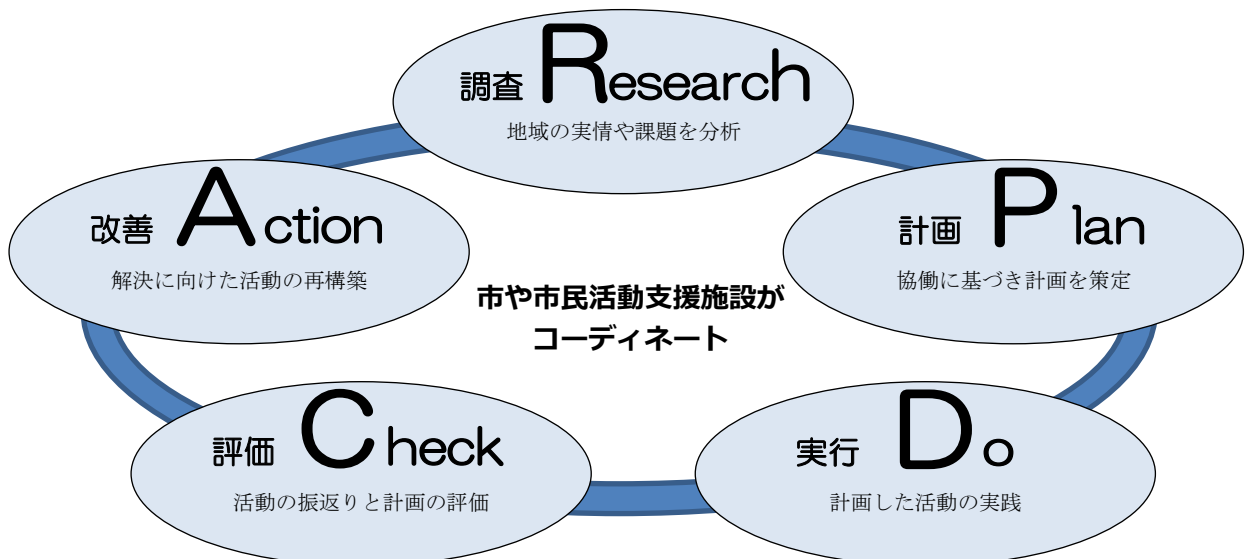 調査 Research
地域の実情や課題を分析
計画 Plan
協働に基づき計画を策定
実行 Do
計画した活動の実践
評価 Check
活動の振返りと計画の評価
改善 Action
解決に向けた活動の再構築
市や市民活動支援施設が
コーディネート